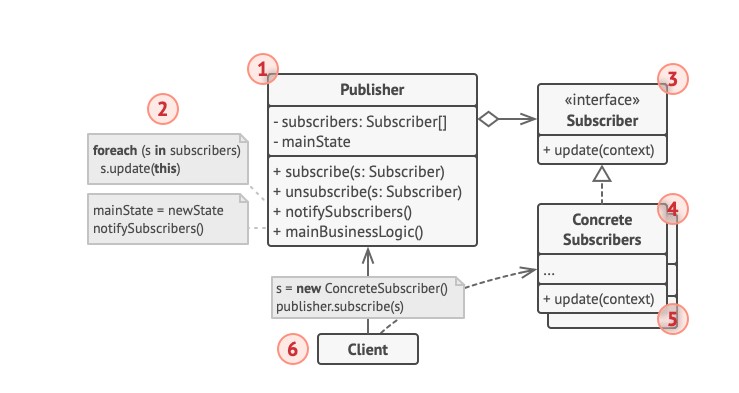 1
Publisher
- subscribers: Subscriber[]
- mainState
+ subscribe(s: Subscriber)
+ unsubscribe(s: Subscriber)
+ notifySubscribers()
+ mainBusinessLogic()
2
foreach (s in subscribers)
s.update(this)
mainState = newState
notifySubscribers()
3
«interface»
Subscriber
+ update(context)
4
Concrete
Subscribers
...
+ update(context)
5
s = new ConcreteSubscriber()
publisher.subscribe(s)
6
Client